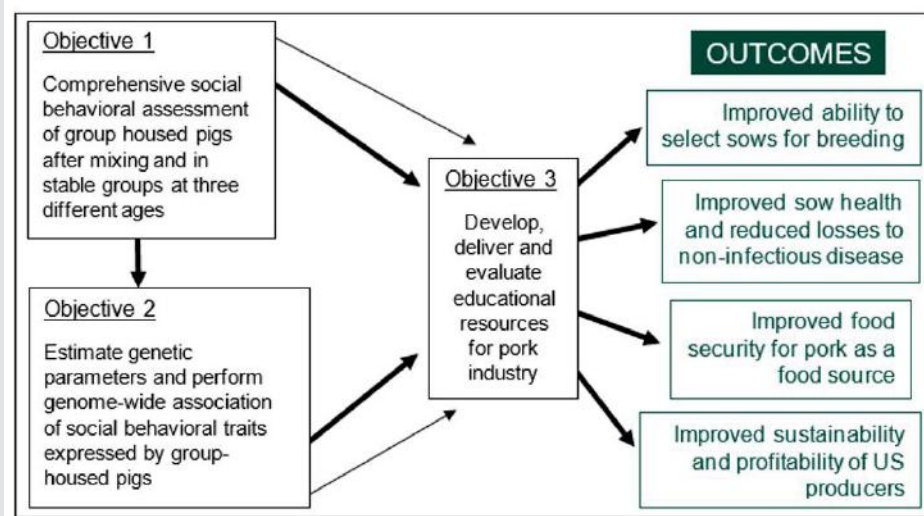 Objective 1
Comprehensive social
behavioral assessment
of group housed pigs
after mixing and in
stable groups at three
different ages
Objective 2
Estimate genetic
parameters and perform
genome-wide association
of social behavioral traits
expressed by group-
housed pigs
Objective 3
Develop,
deliver and
evaluate
educational
resources
for pork
industry
OUTCOMES
Improved ability to
select sows for breeding
Improved sow health
and reduced losses to
non-infectious disease
Improved food
security for pork as a
food source
Improved sustainability
and profitability of US
producers